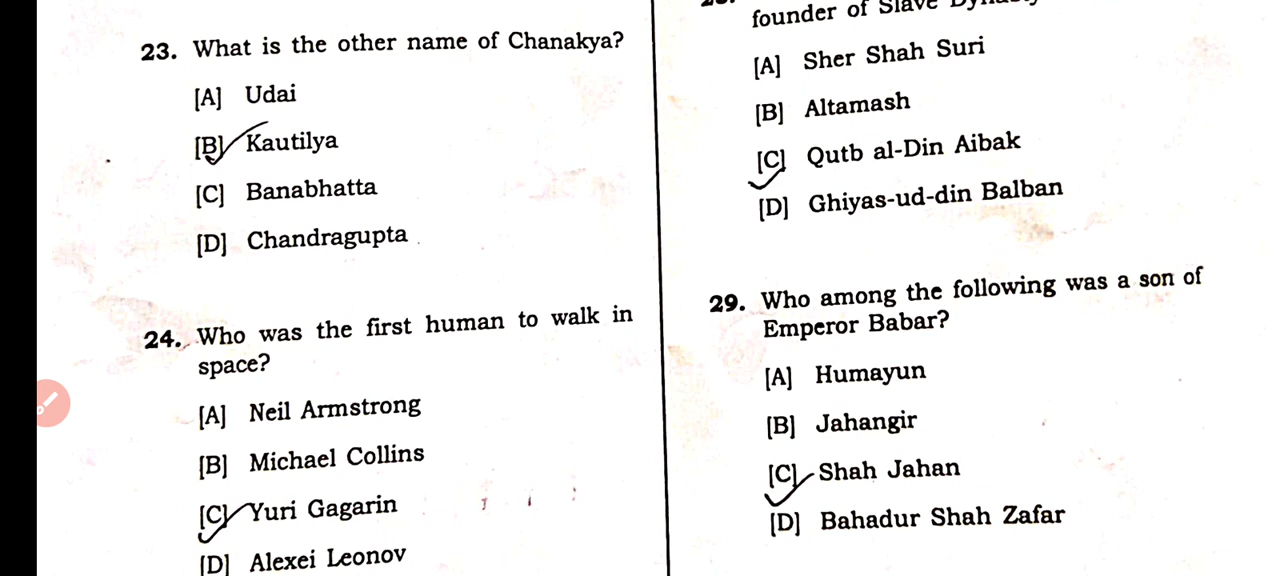 23. What is the other name of Chanakya?
[A] Udai
[B] Kautilya
[C] Banabhatta
[D] Chandragupta
24. Who was the first human to walk in
space?
[A] Neil Armstrong
[B] Michael Collins
[C] Yuri Gagarin
[D] Alexei Leonov
founder of Slave
[A] Sher Shah Suri
[B] Altamash
[C] Qutb al-Din Aibak
[D] Ghiyas-ud-din Balban
29. Who among the following was a son of
Emperor Babar?
[A] Humayun
[B] Jahangir
[C] Shah Jahan
[D] Bahadur Shah Zafar